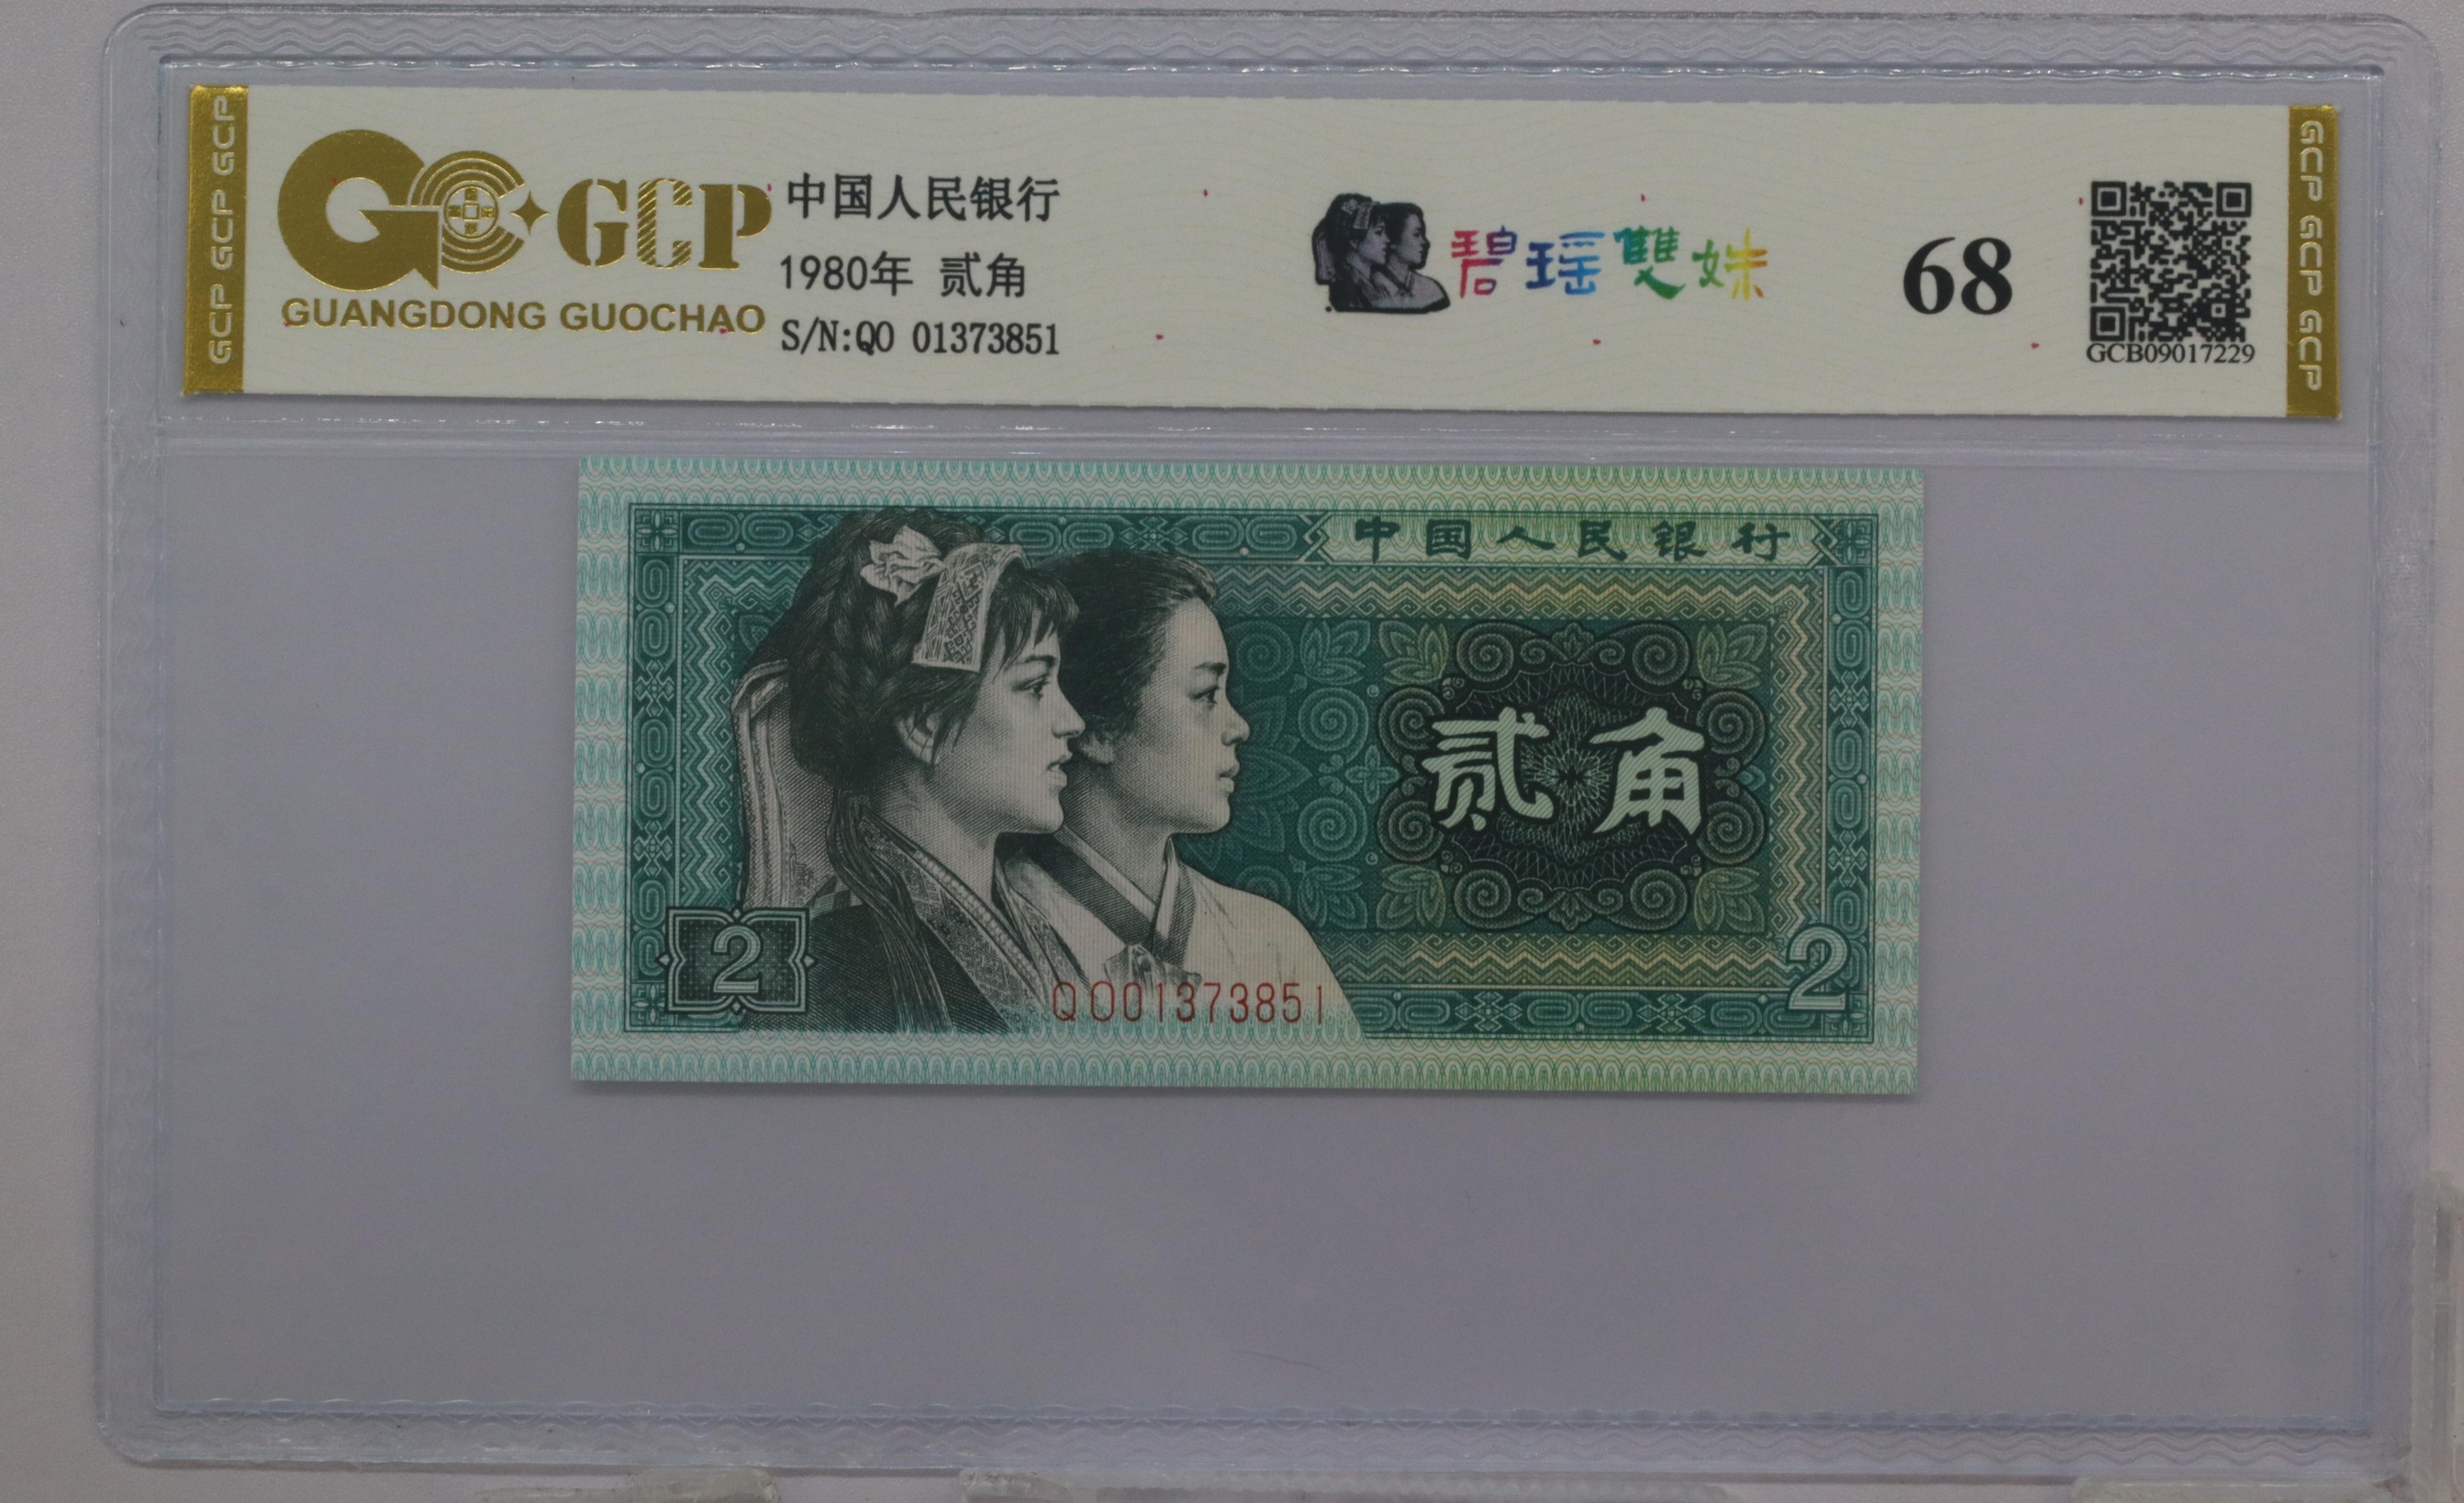 GCP GCP GCP
GCP
GUANGDONG GUOCHAO
中国人民银行
1980年 贰角
S/N:QO 01373851
碧瑶雙姝
68
GCB09017229
GCP GCP GCP
中国人民银行
贰角
2
2
QO01373851